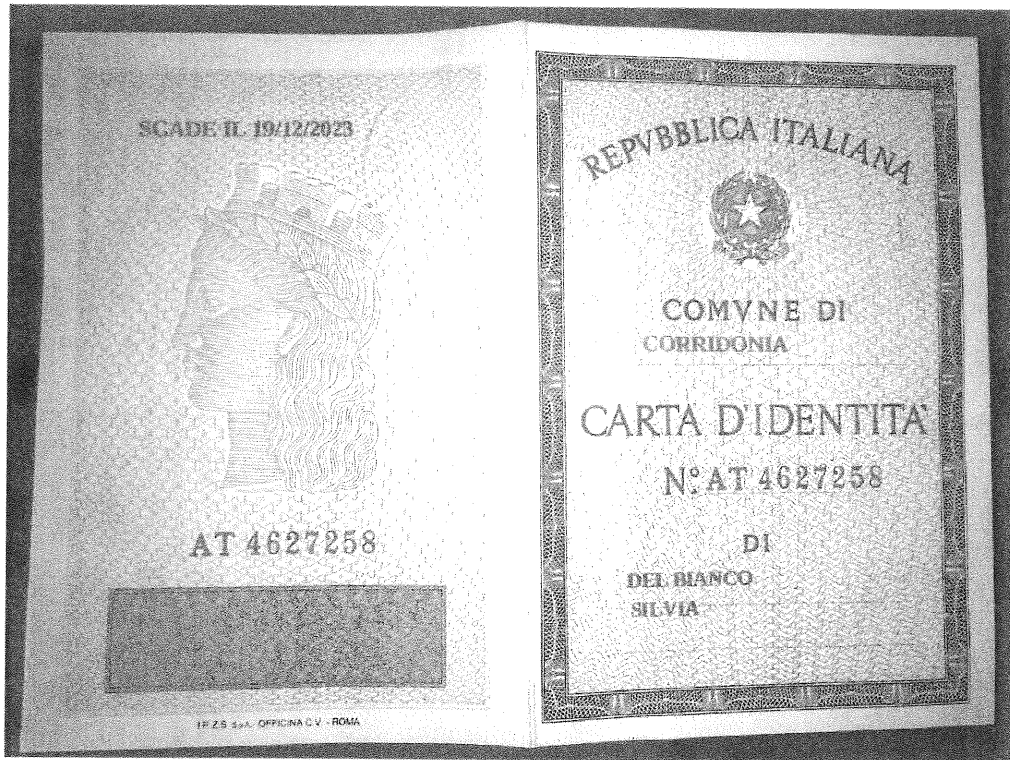 SCADE IL 19/12/2023
AT 4627258
I.P.Z.S. S.p.A. OFFICINA C.V. - ROMA
REPVBBLICA ITALIANA
COMVNE DI
CORRIDONIA
CARTA D'IDENTITA'
N° AT 4627258
DI
DEL BIANCO
SILVIA